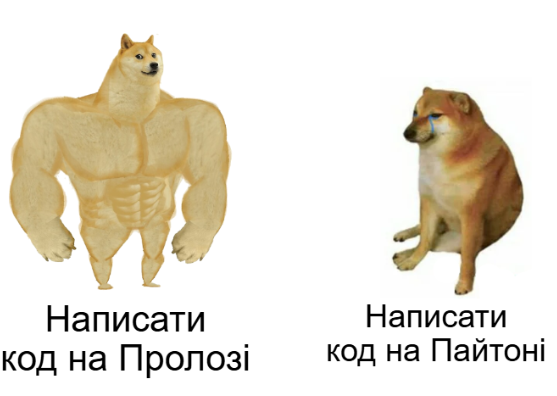 Написати
код на Пролозі
Написати
код на Пайтоні